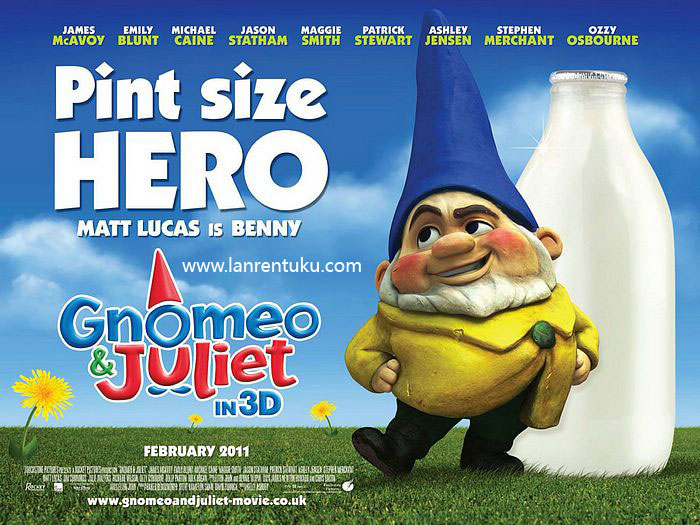 JAMES McAVOY EMILY BLUNT MICHAEL CAINE JASON STATHAM MAGGIE SMITH PATRICK STEWART ASHLEY JENSEN STEPHEN MERCHANT OZZY OSBOURNE
Pint size
HERO
MATT LUCAS IS BENNY
www.lanrentuku.com
GNOMEO
& JULIET
IN 3D
FEBRUARY 2011
www.gnomeoandjuliet-movie.co.uk